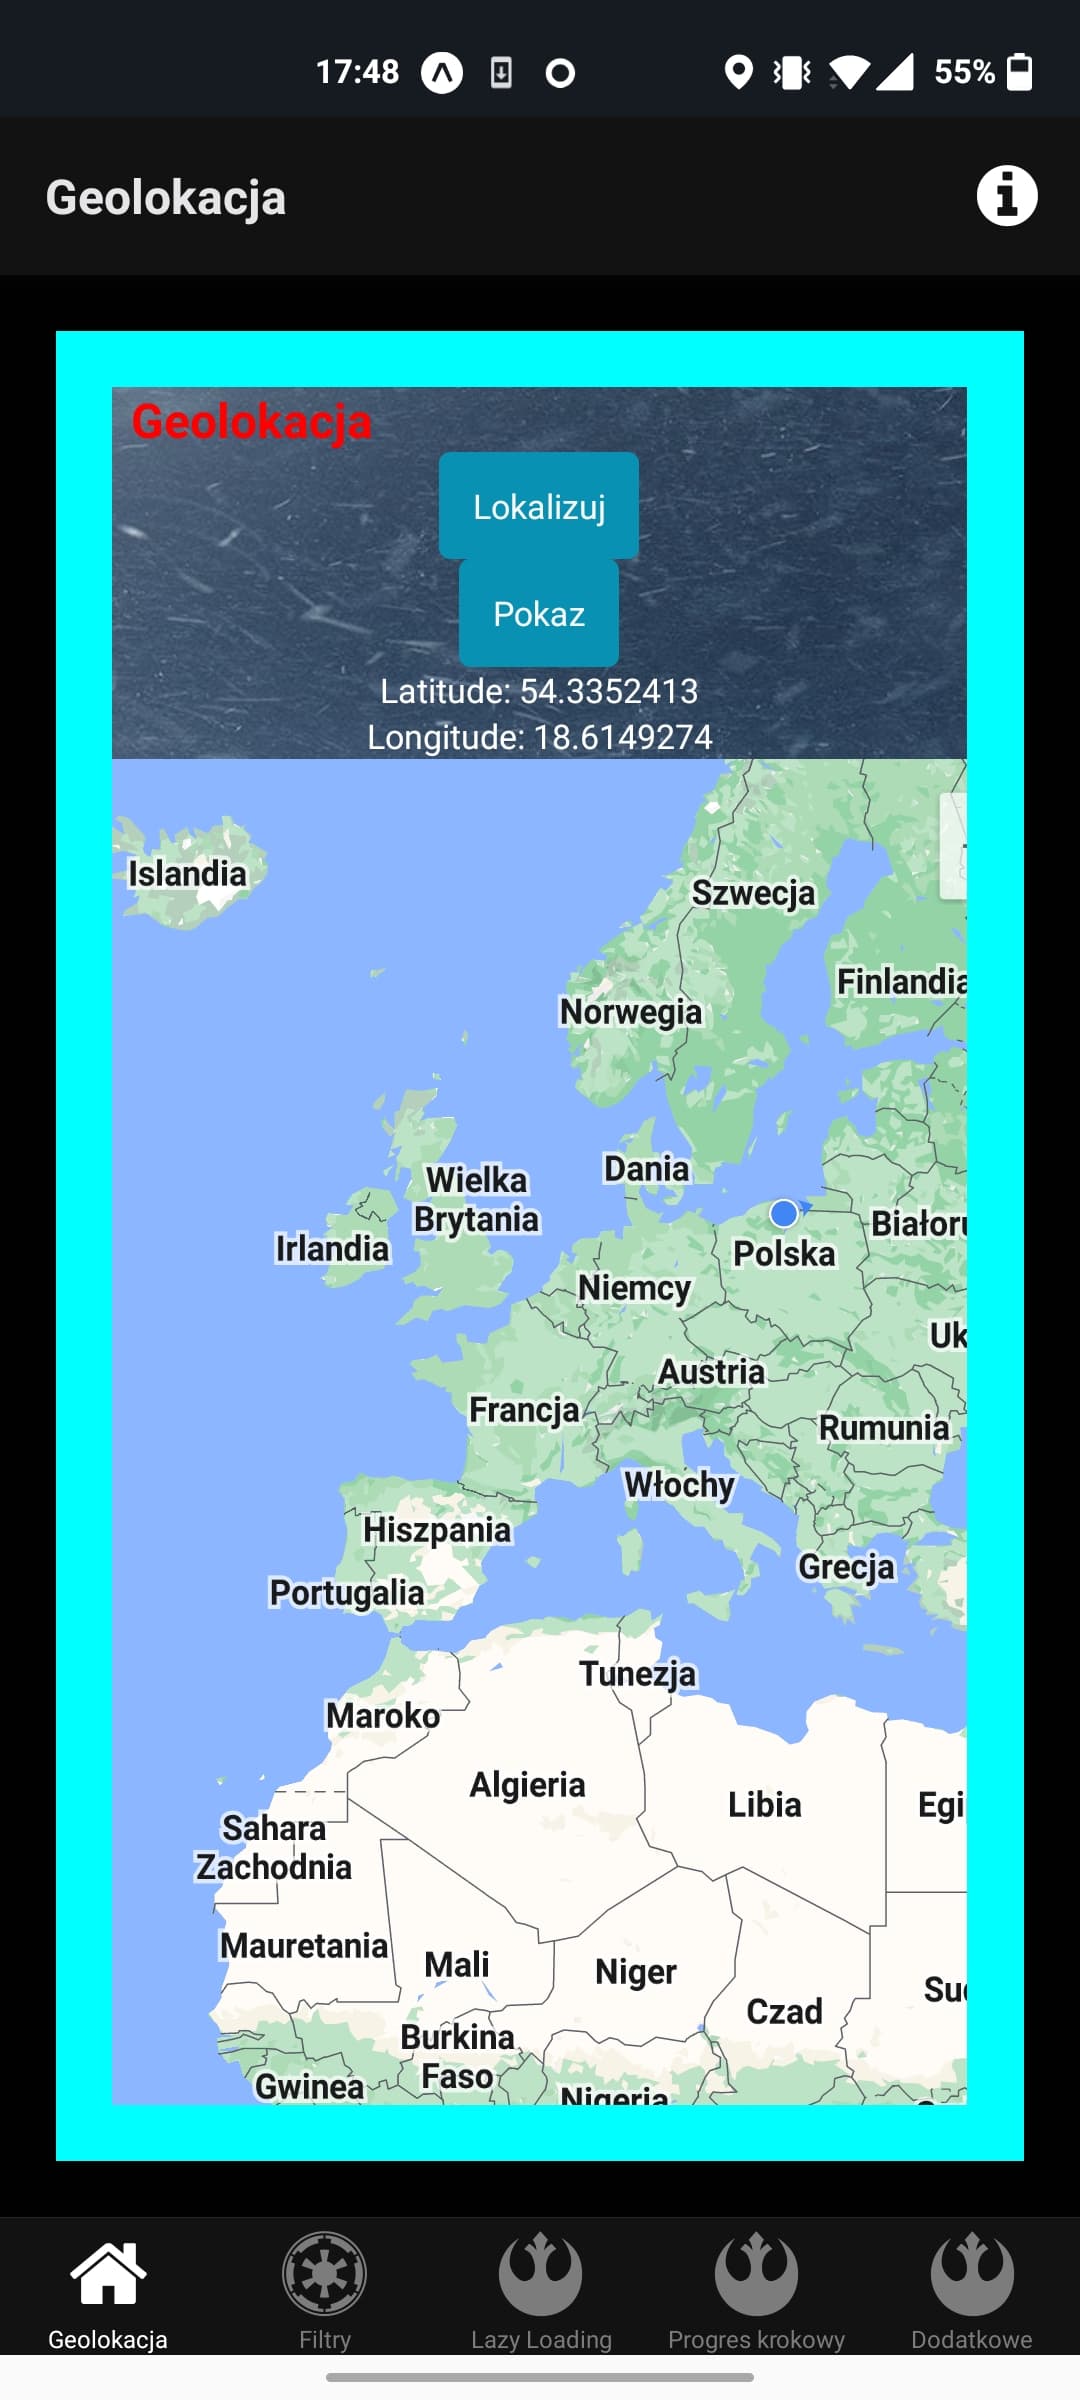 17:48
55%
Geolokacja
Geolokacja
Lokalizuj
Pokaz
Latitude: 54.3352413
Longitude: 18.6149274
Islandia
Szwecja
Finlandia
Norwegia
Dania
Wielka
Brytania
Irlandia
Białoru
Polska
Niemcy
Uk
Austria
Francja
Rumunia
Włochy
Hiszpania
Grecja
Portugalia
Tunezja
Maroko
Algieria
Libia
Egi
Sahara
Zachodnia
Mauretania
Mali
Niger
Su
Czad
Burkina
Faso
Gwinea
Nigeria
Geolokacja
Filtry
Lazy Loading
Progres krokowy
Dodatkowe